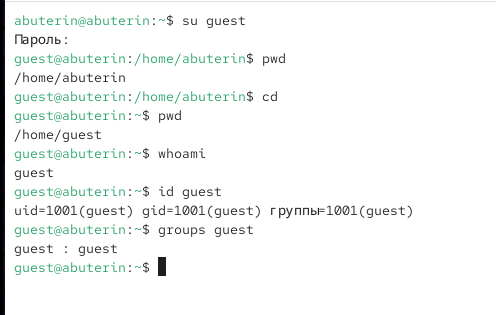 abuterin@abuterin:~$ su guest
Пароль:
guest@abuterin:/home/abuterin$ pwd
/home/abuterin
guest@abuterin:/home/abuterin$ cd
guest@abuterin:~$ pwd
/home/guest
guest@abuterin:~$ whoami
guest
guest@abuterin:~$ id guest
uid=1001(guest) gid=1001(guest) группы=1001(guest)
guest@abuterin:~$ groups guest
guest : guest
guest@abuterin:~$